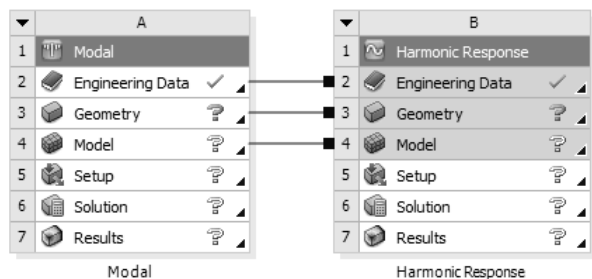 A
1 Modal
2 Engineering Data
3 Geometry ?
4 Model ?
5 Setup ?
6 Solution ?
7 Results ?
Modal
B
1 Harmonic Response
2 Engineering Data
3 Geometry ?
4 Model ?
5 Setup ?
6 Solution ?
7 Results ?
Harmonic Response